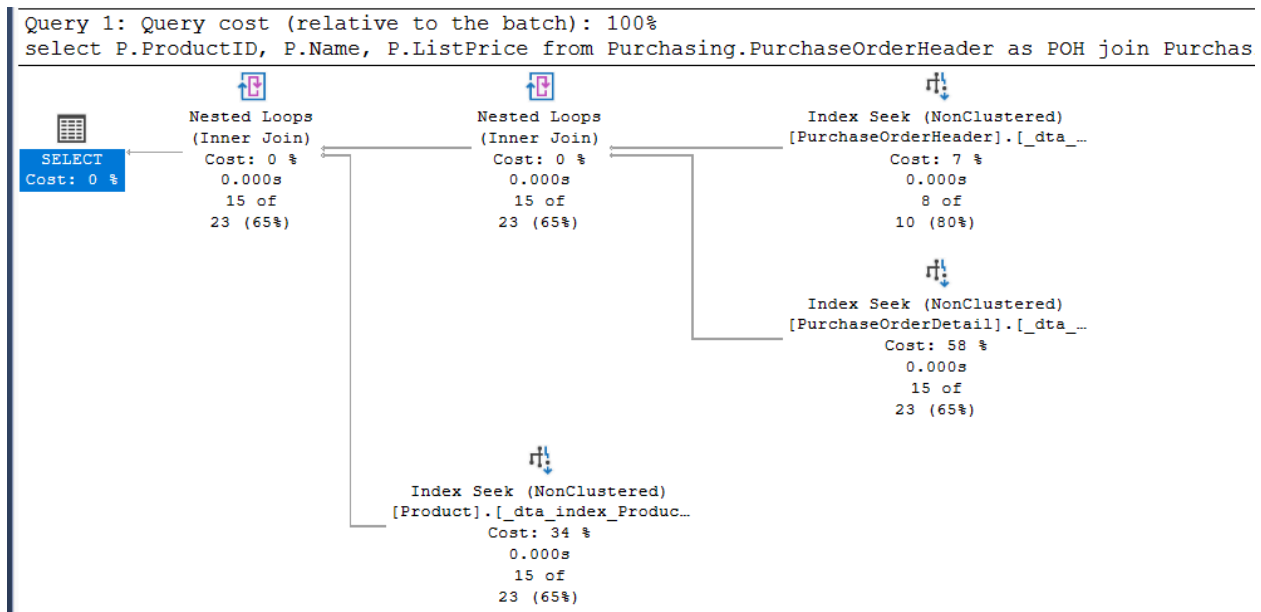 Query 1: Query cost (relative to the batch): 100%
select P.ProductID, P.Name, P.ListPrice from Purchasing.PurchaseOrderHeader as POH join Purchas
SELECT
Cost: 0 %
Nested Loops
(Inner Join)
Cost: 0 %
0.000s
15 of
23 (65%)
Nested Loops
(Inner Join)
Cost: 0 %
0.000s
15 of
23 (65%)
Index Seek (NonClustered)
[PurchaseOrderHeader].[_dta_…
Cost: 7 %
0.000s
8 of
10 (80%)
Index Seek (NonClustered)
[PurchaseOrderDetail].[_dta_…
Cost: 58 %
0.000s
15 of
23 (65%)
Index Seek (NonClustered)
[Product].[_dta_index_Produc…
Cost: 34 %
0.000s
15 of
23 (65%)